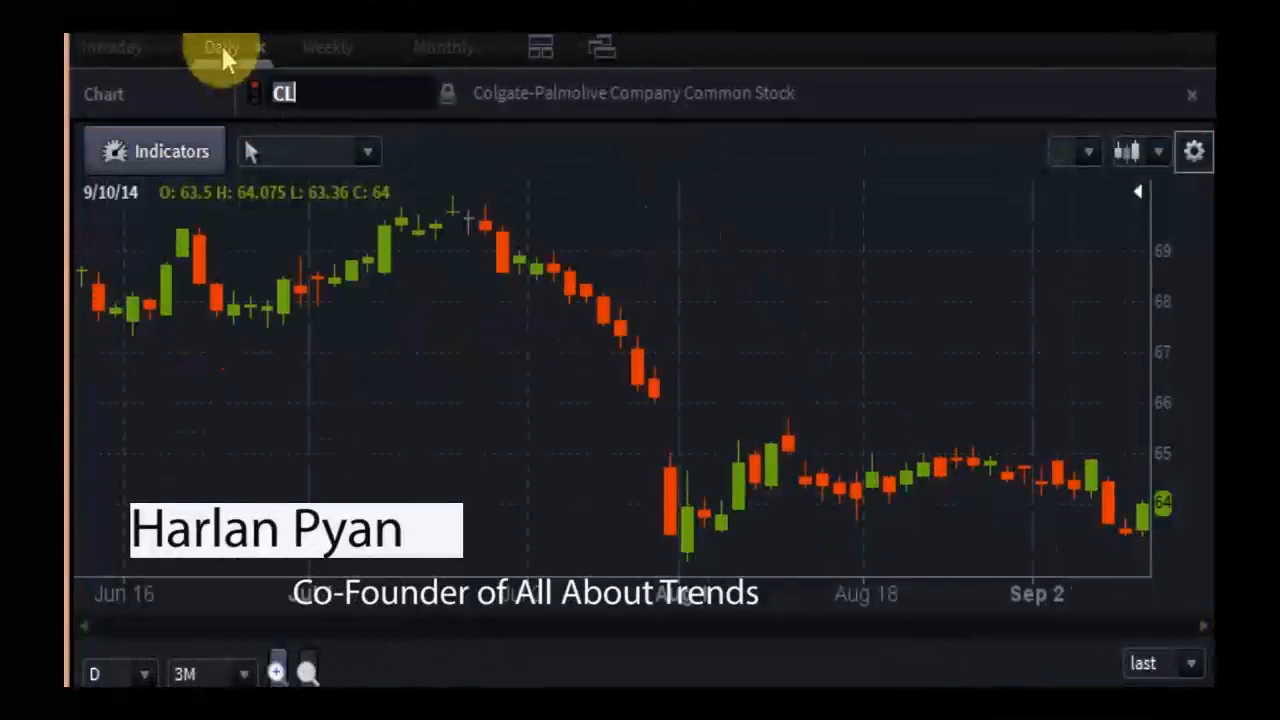 Intraday Daily × Weekly Monthly
Chart CL Colgate-Palmolive Company Common Stock ×
Indicators
9/10/14 O: 63.5 H: 64.075 L: 63.36 C: 64
69
68
67
66
65
64
Harlan Pyan
Co-Founder of All About Trends
Jun 16 Aug 18 Sep 2
D 3M last